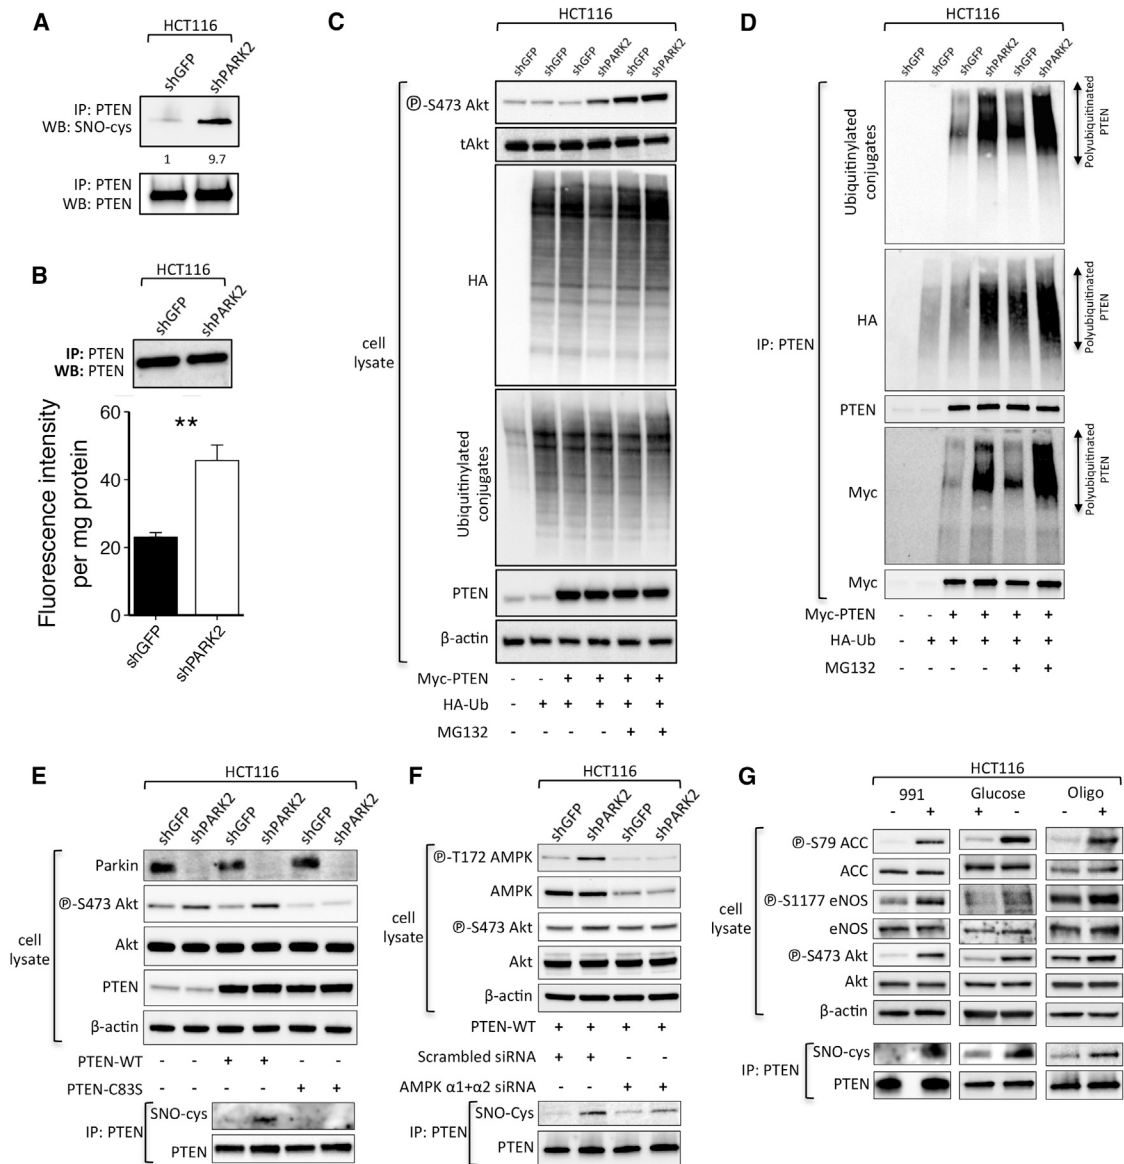 A
HCT116
shGFP
shPARK2
IP: PTEN
WB: SNO-cys
1 9.7
IP: PTEN
WB: PTEN
B
HCT116
shGFP
shPARK2
IP: PTEN
WB: PTEN
Fluorescence intensity
per mg protein
60
40
20
0
**
shGFP
shPARK2
C
HCT116
shGFP
shGFP
shGFP
shPARK2
shGFP
shPARK2
cell
lysate
Ⓟ-S473 Akt
tAkt
HA
Ubiquitinylated
conjugates
PTEN
β-actin
Myc-PTEN - - + + + +
HA-Ub - + + + + +
MG132 - - - - + +
D
HCT116
shGFP
shGFP
shGFP
shPARK2
shGFP
shPARK2
IP: PTEN
Ubiquitinylated
conjugates
Polyubiquitinated
PTEN
HA
Polyubiquitinated
PTEN
PTEN
Myc
Polyubiquitinated
PTEN
Myc
Myc-PTEN - - + + + +
HA-Ub - + + + + +
MG132 - - - - + +
E
HCT116
shGFP
shPARK2
shGFP
shPARK2
shGFP
shPARK2
cell
lysate
Parkin
Ⓟ-S473 Akt
Akt
PTEN
β-actin
PTEN-WT - - + + - -
PTEN-C83S - - - - + +
IP: PTEN
SNO-cys
PTEN
F
HCT116
shGFP
shPARK2
shGFP
shPARK2
cell
lysate
Ⓟ-T172 AMPK
AMPK
Ⓟ-S473 Akt
Akt
β-actin
PTEN-WT + + + +
Scrambled siRNA + + - -
AMPK α1+α2 siRNA - - + +
IP: PTEN
SNO-Cys
PTEN
G
HCT116
991 Glucose Oligo
- + + - - +
cell
lysate
Ⓟ-S79 ACC
ACC
Ⓟ-S1177 eNOS
eNOS
Ⓟ-S473 Akt
Akt
β-actin
IP: PTEN
SNO-cys
PTEN